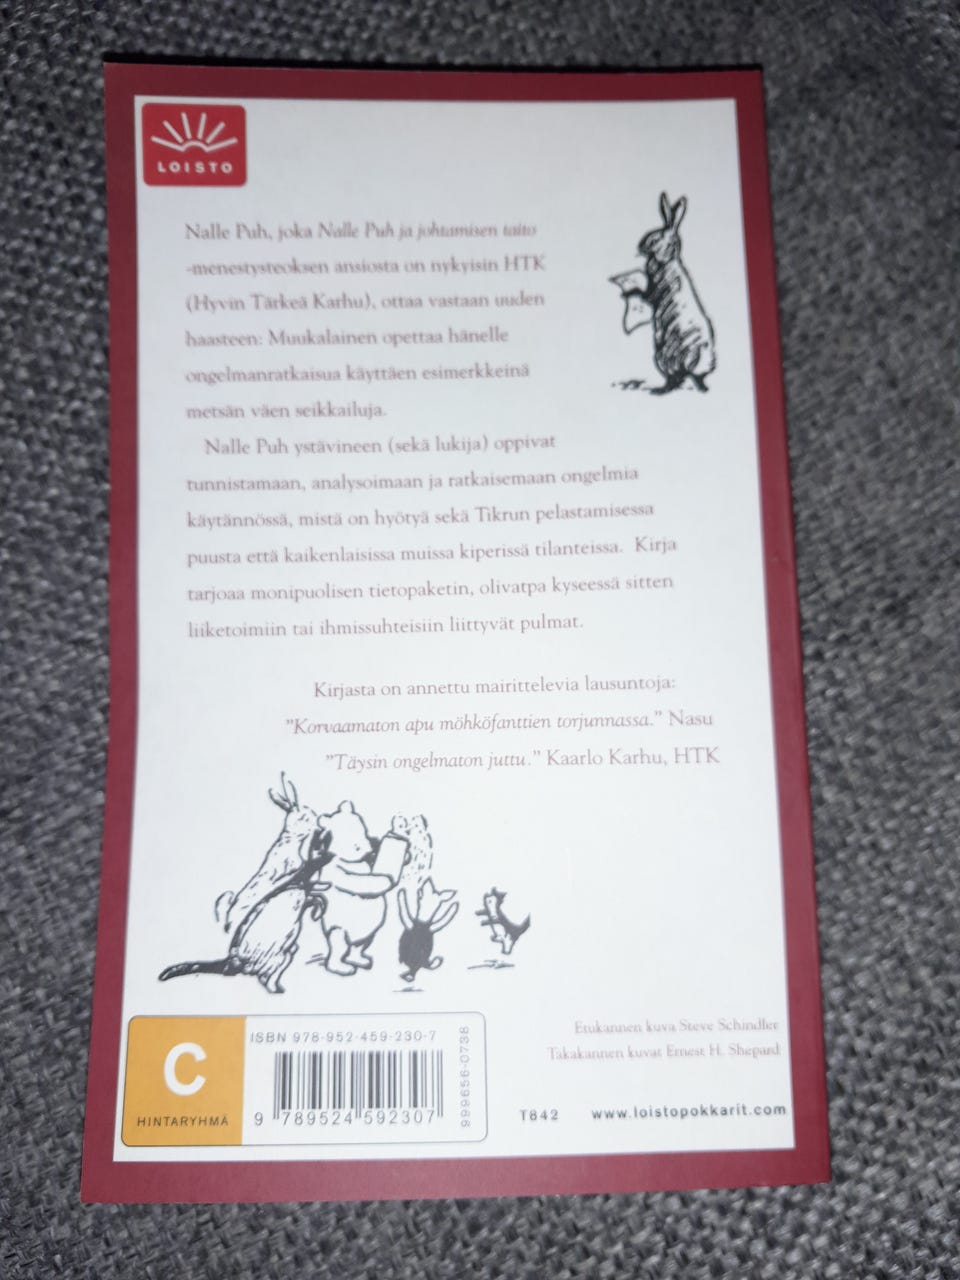 LOISTO
Nalle Puh, joka Nalle Puh ja johtamisen taito
-menestysteoksen ansiosta on nykyisin HTK
(Hyvin Tärkeä Karhu), ottaa vastaan uuden
haasteen: Muukalainen opettaa hänelle
ongelmanratkaisua käyttäen esimerkkeinä
metsän väen seikkailuja.
Nalle Puh ystävineen (sekä lukija) oppivat
tunnistamaan, analysoimaan ja ratkaisemaan ongelmia
käytännössä, mistä on hyötyä sekä Tikrun pelastamisessa
puusta että kaikenlaisissa muissa kiperissä tilanteissa. Kirja
tarjoaa monipuolisen tietopaketin, olivatpa kyseessä sitten
liiketoimiin tai ihmissuhteisiin liittyvät pulmat.
Kirjasta on annettu mairittelevia lausuntoja:
"Korvaamaton apu möhköfanttien torjunnassa." Nasu
"Täysin ongelmaton juttu." Kaarlo Karhu, HTK
Etukannen kuva Steve Schindler
Takakannen kuvat Ernest H. Shepard
C
HINTARYHMÄ
ISBN 978-952-459-230-7
9 789524 592307
999656-0738
T842 www.loistopokkarit.com